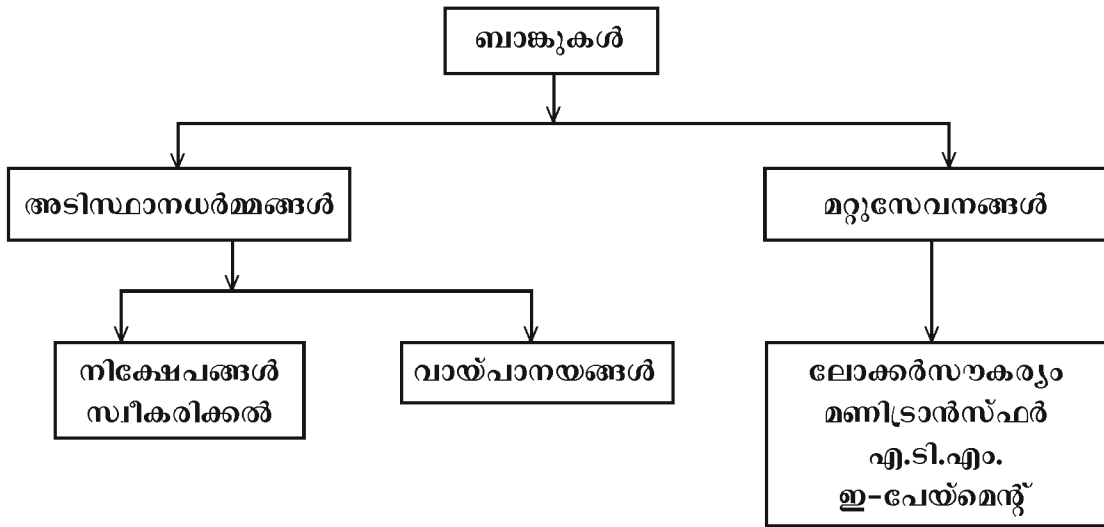 ബാങ്കുകൾ
അടിസ്ഥാനധർമ്മങ്ങൾ
മറ്റുസേവനങ്ങൾ
നിക്ഷേപങ്ങൾ
സ്വീകരിക്കൽ
വായ്പാനയങ്ങൾ
ലോക്കർസൗകര്യം
മണിട്രാൻസ്ഫർ
എ.ടി.എം.
ഇ-പേയ്മെന്റ്